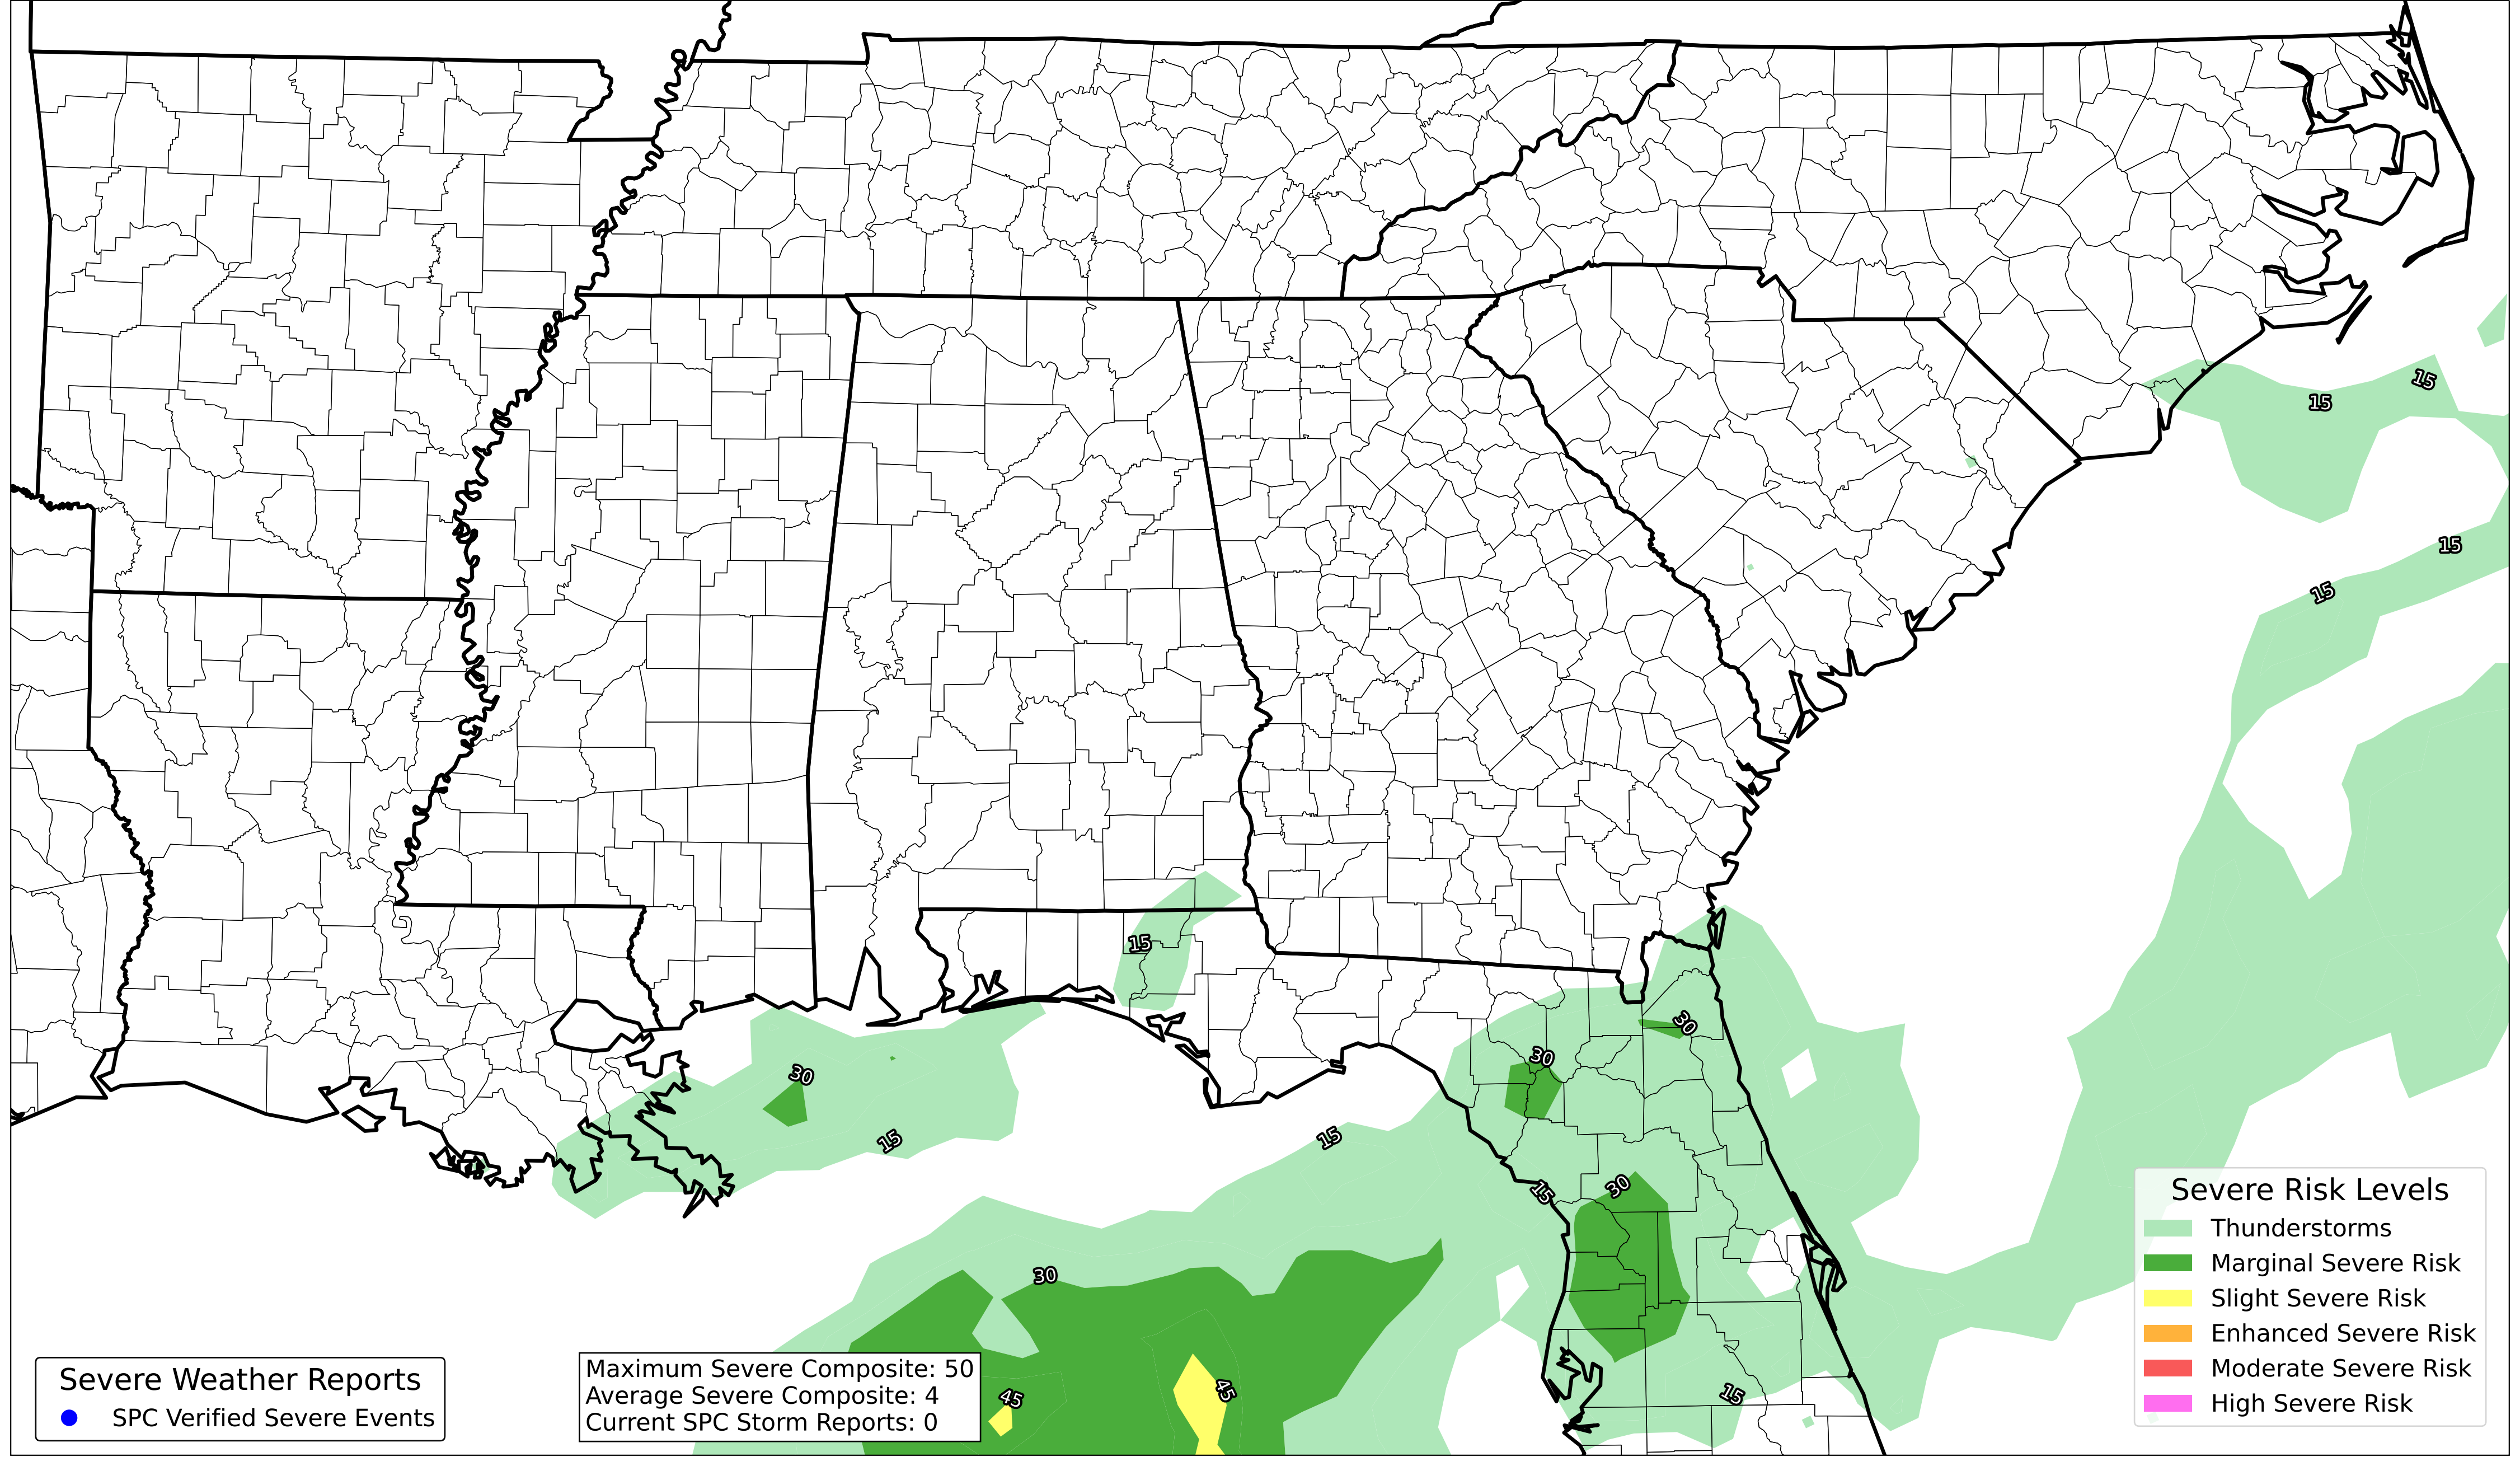 15
15
15
15
15
30
30
30
15
15
15
30
30
15
45
45
Severe Risk Levels
Thunderstorms
Marginal Severe Risk
Slight Severe Risk
Enhanced Severe Risk
Moderate Severe Risk
High Severe Risk
Severe Weather Reports
SPC Verified Severe Events
Maximum Severe Composite: 50
Average Severe Composite: 4
Current SPC Storm Reports: 0